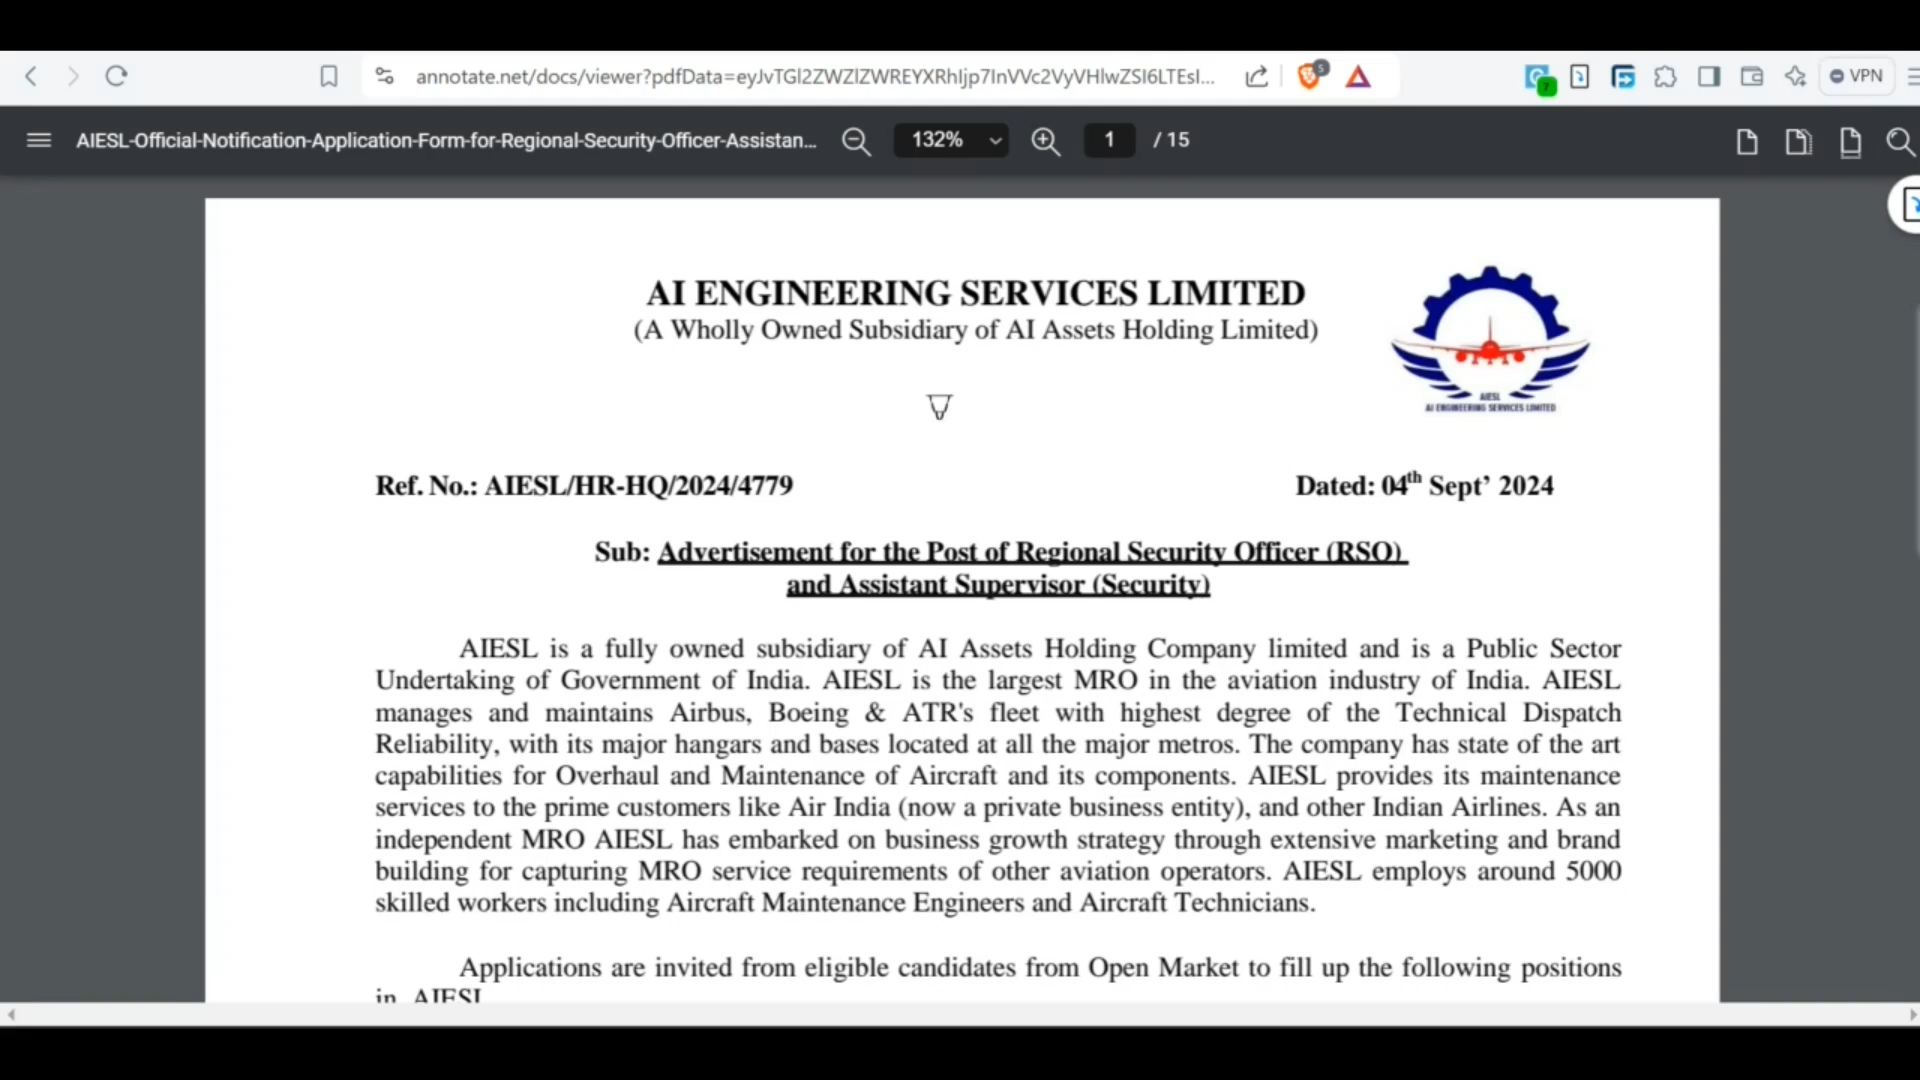 annotate.net/docs/viewer?pdfData=eyJvTGl2ZWZlZWREYXRhIjp7InVVc2VyVHlwZSI6LTEsI...
5
7
VPN
AIESL-Official-Notification-Application-Form-for-Regional-Security-Officer-Assistan...
132%
1
/ 15
AI ENGINEERING SERVICES LIMITED
(A Wholly Owned Subsidiary of AI Assets Holding Limited)
AIESL
AI ENGINEERING SERVICES LIMITED
Ref. No.: AIESL/HR-HQ/2024/4779
Dated: 04th Sept’ 2024
Sub: Advertisement for the Post of Regional Security Officer (RSO)
and Assistant Supervisor (Security)
AIESL is a fully owned subsidiary of AI Assets Holding Company limited and is a Public Sector
Undertaking of Government of India. AIESL is the largest MRO in the aviation industry of India. AIESL
manages and maintains Airbus, Boeing & ATR's fleet with highest degree of the Technical Dispatch
Reliability, with its major hangars and bases located at all the major metros. The company has state of the art
capabilities for Overhaul and Maintenance of Aircraft and its components. AIESL provides its maintenance
services to the prime customers like Air India (now a private business entity), and other Indian Airlines. As an
independent MRO AIESL has embarked on business growth strategy through extensive marketing and brand
building for capturing MRO service requirements of other aviation operators. AIESL employs around 5000
skilled workers including Aircraft Maintenance Engineers and Aircraft Technicians.
Applications are invited from eligible candidates from Open Market to fill up the following positions
in AIESL